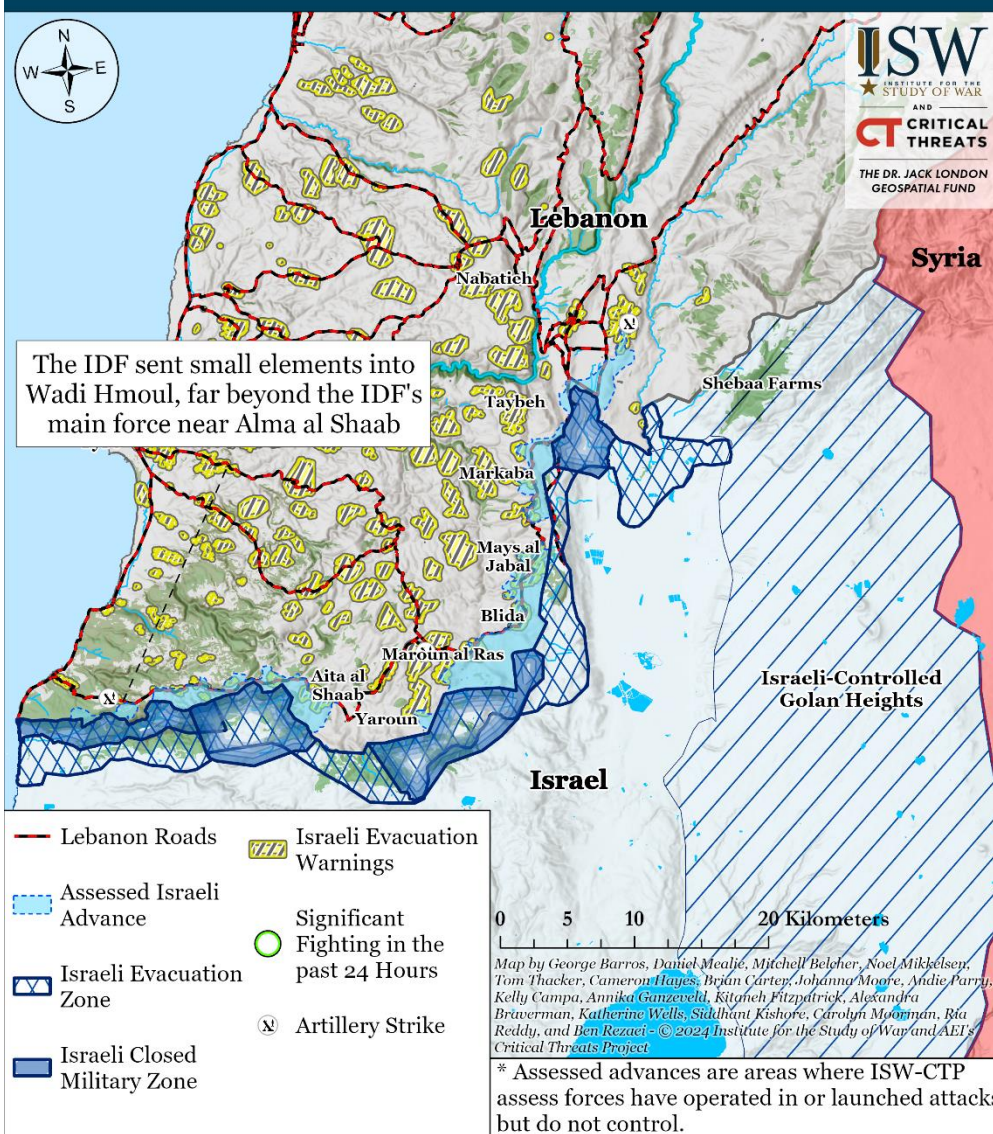 N
W
E
S
ISW
INSTITUTE FOR THE
STUDY OF WAR
AND
CT CRITICAL
THREATS
THE DR. JACK LONDON
GEOSPATIAL FUND
Lebanon
Syria
Nabatieh
The IDF sent small elements into
Wadi Hmoul, far beyond the IDF's
main force near Alma al Shaab
Shebaa Farms
Taybeh
Markaba
Mays al
Jabal
Blida
Maroun al Ras
Aita al
Shaab
Yaroun
Israeli-Controlled
Golan Heights
Israel
Lebanon Roads
Assessed Israeli
Advance
Israeli Evacuation
Zone
Israeli Closed
Military Zone
Israeli Evacuation
Warnings
Significant
Fighting in the
past 24 Hours
Artillery Strike
0 5 10 20 Kilometers
Map by George Barros, Daniel Mealie, Mitchell Belcher, Noel Mikkelsen,
Tom Thacker, Cameron Hayes, Brian Carter, Johanna Moore, Andie Parry,
Kelly Campa, Annika Ganzeveld, Kitaneh Fitzpatrick, Alexandra
Braverman, Katherine Wells, Siddhant Kishore, Carolyn Moorman, Ria
Reddy, and Ben Rezaei - © 2024 Institute for the Study of War and AEI's
Critical Threats Project
* Assessed advances are areas where ISW-CTP
assess forces have operated in or launched attacks
but do not control.